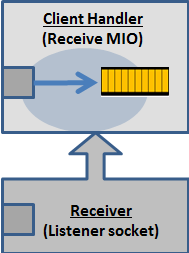 Client Handler
(Receive MIO)
Receiver
(Listener socket)